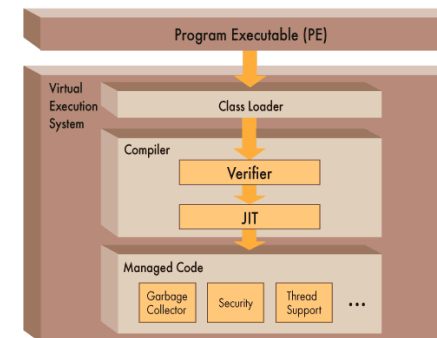 Program Executable (PE)
Virtual
Execution
System
Class Loader
Compiler
Verifier
JIT
Managed Code
Garbage
Collector
Security
Thread
Support
...